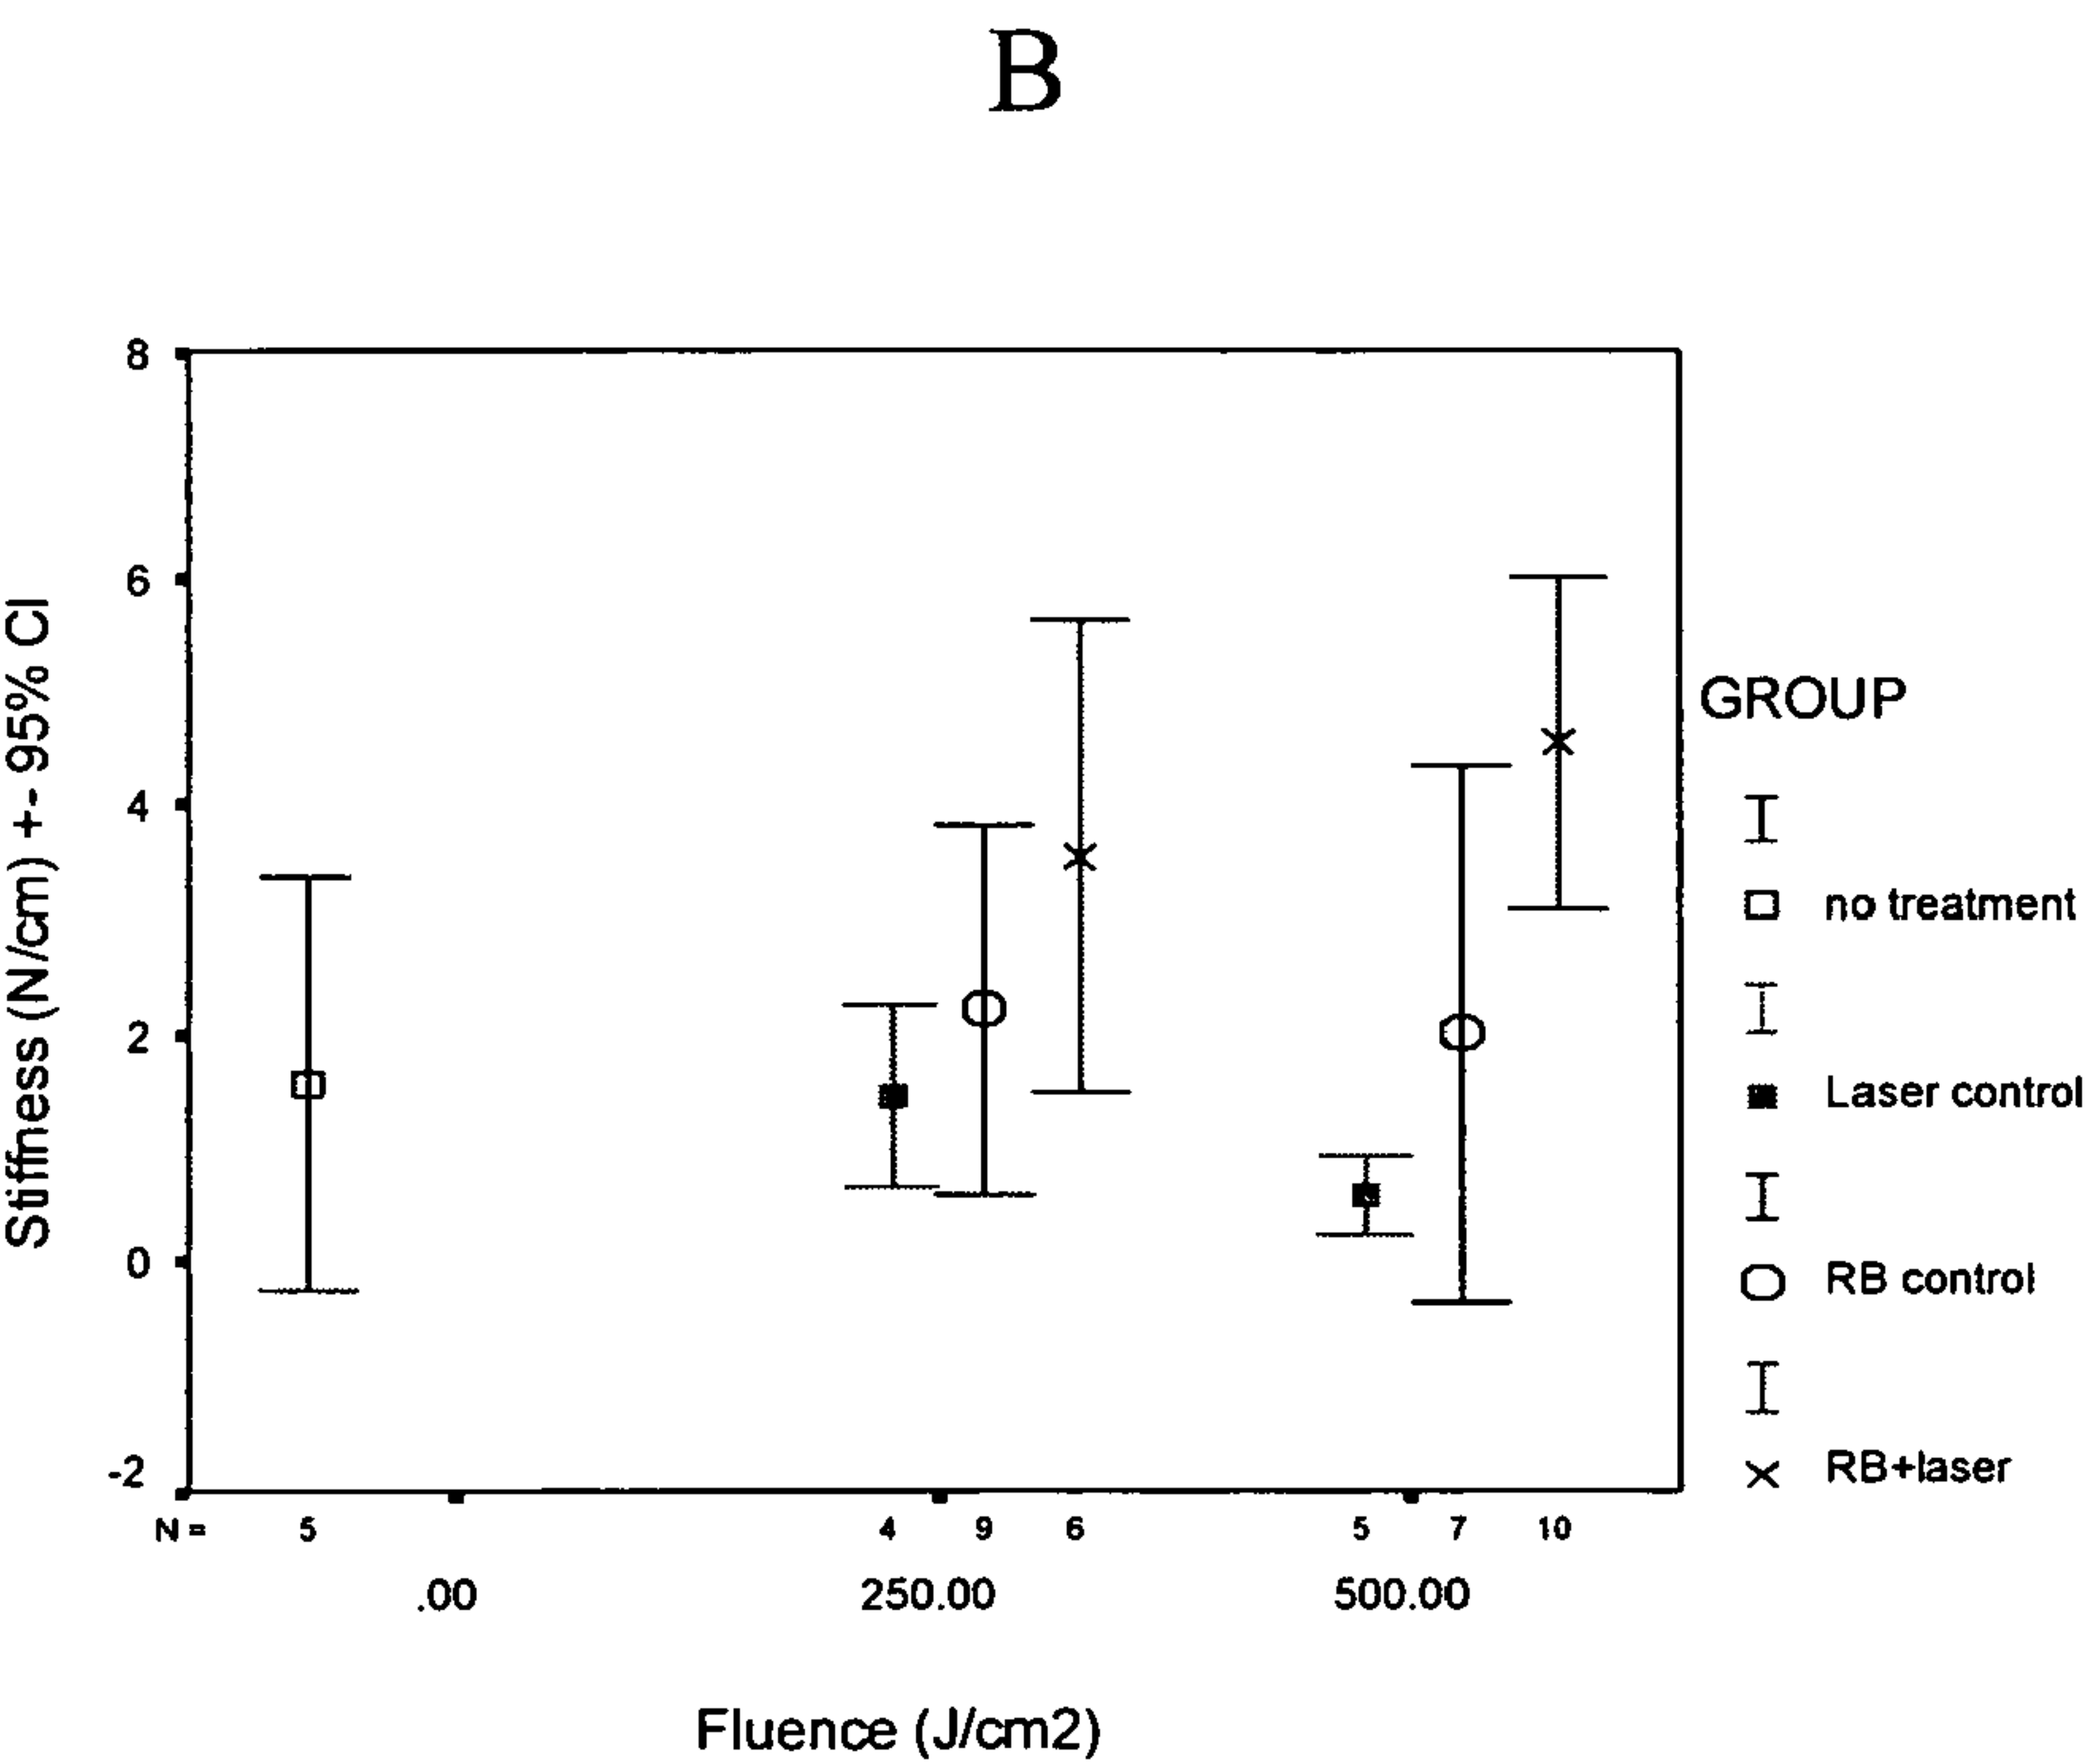 B
Stiffness (N/cm) +- 95% CI
8
6
4
2
0
-2
N = 5 4 9 6 5 7 10
.00 250.00 500.00
Fluence (J/cm2)
GROUP
no treatment
Laser control
RB control
RB+laser